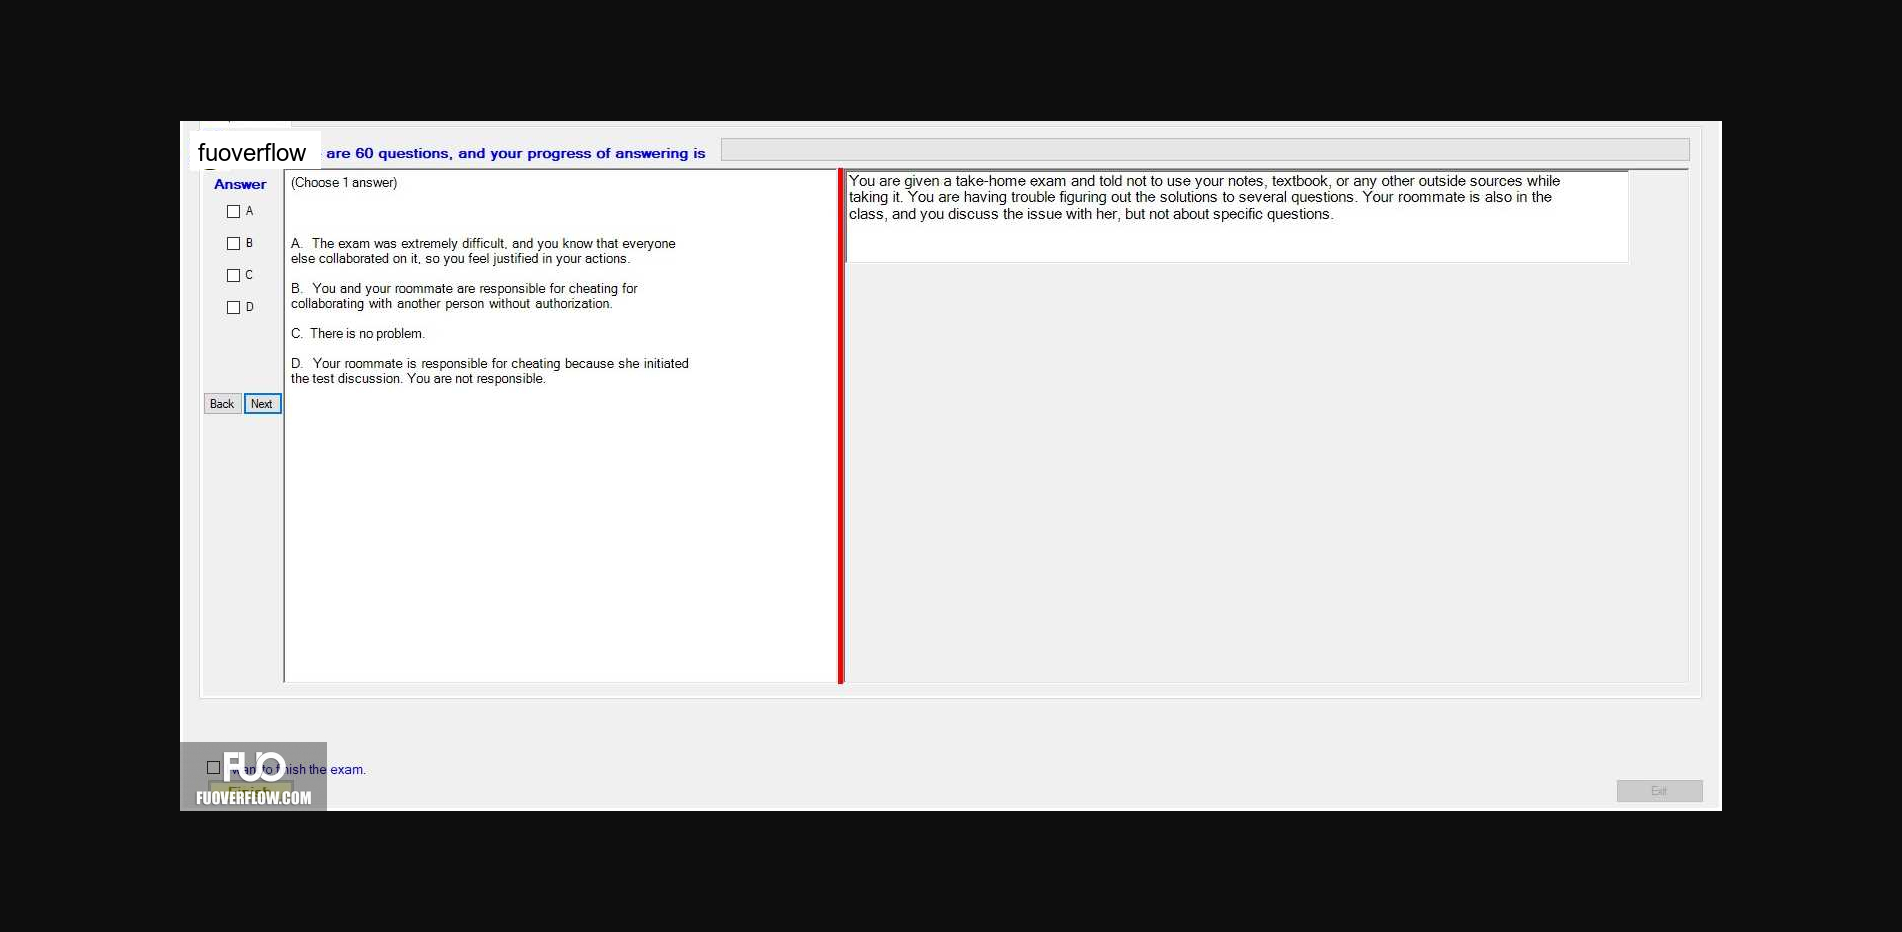 fuoverflow are 60 questions, and your progress of answering is
Answer
A
B
C
D
Back Next
(Choose 1 answer)
A. The exam was extremely difficult, and you know that everyone
else collaborated on it, so you feel justified in your actions.
B. You and your roommate are responsible for cheating for
collaborating with another person without authorization.
C. There is no problem.
D. Your roommate is responsible for cheating because she initiated
the test discussion. You are not responsible.
You are given a take-home exam and told not to use your notes, textbook, or any other outside sources while
taking it. You are having trouble figuring out the solutions to several questions. Your roommate is also in the
class, and you discuss the issue with her, but not about specific questions.
FUO
want to finish the exam.
Finish
FUOVERFLOW.COM
Exit